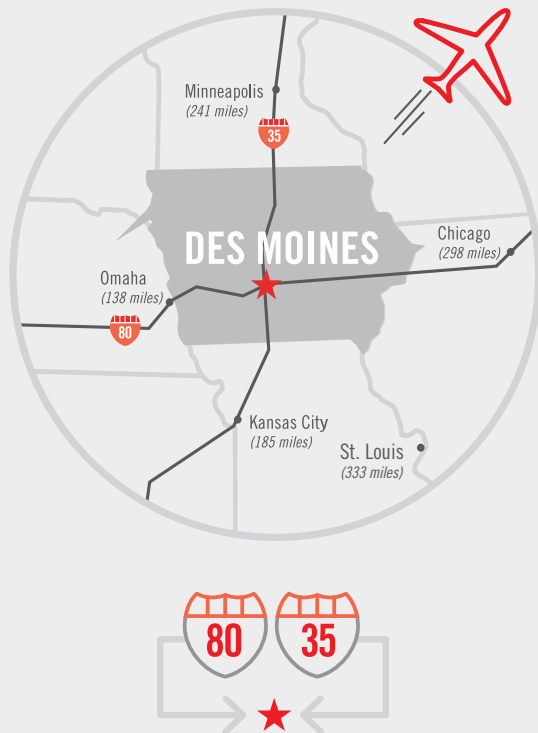 Minneapolis
(241 miles)
35
DES MOINES
Chicago
(298 miles)
Omaha
(138 miles)
80
Kansas City
(185 miles)
St. Louis
(333 miles)
80
35